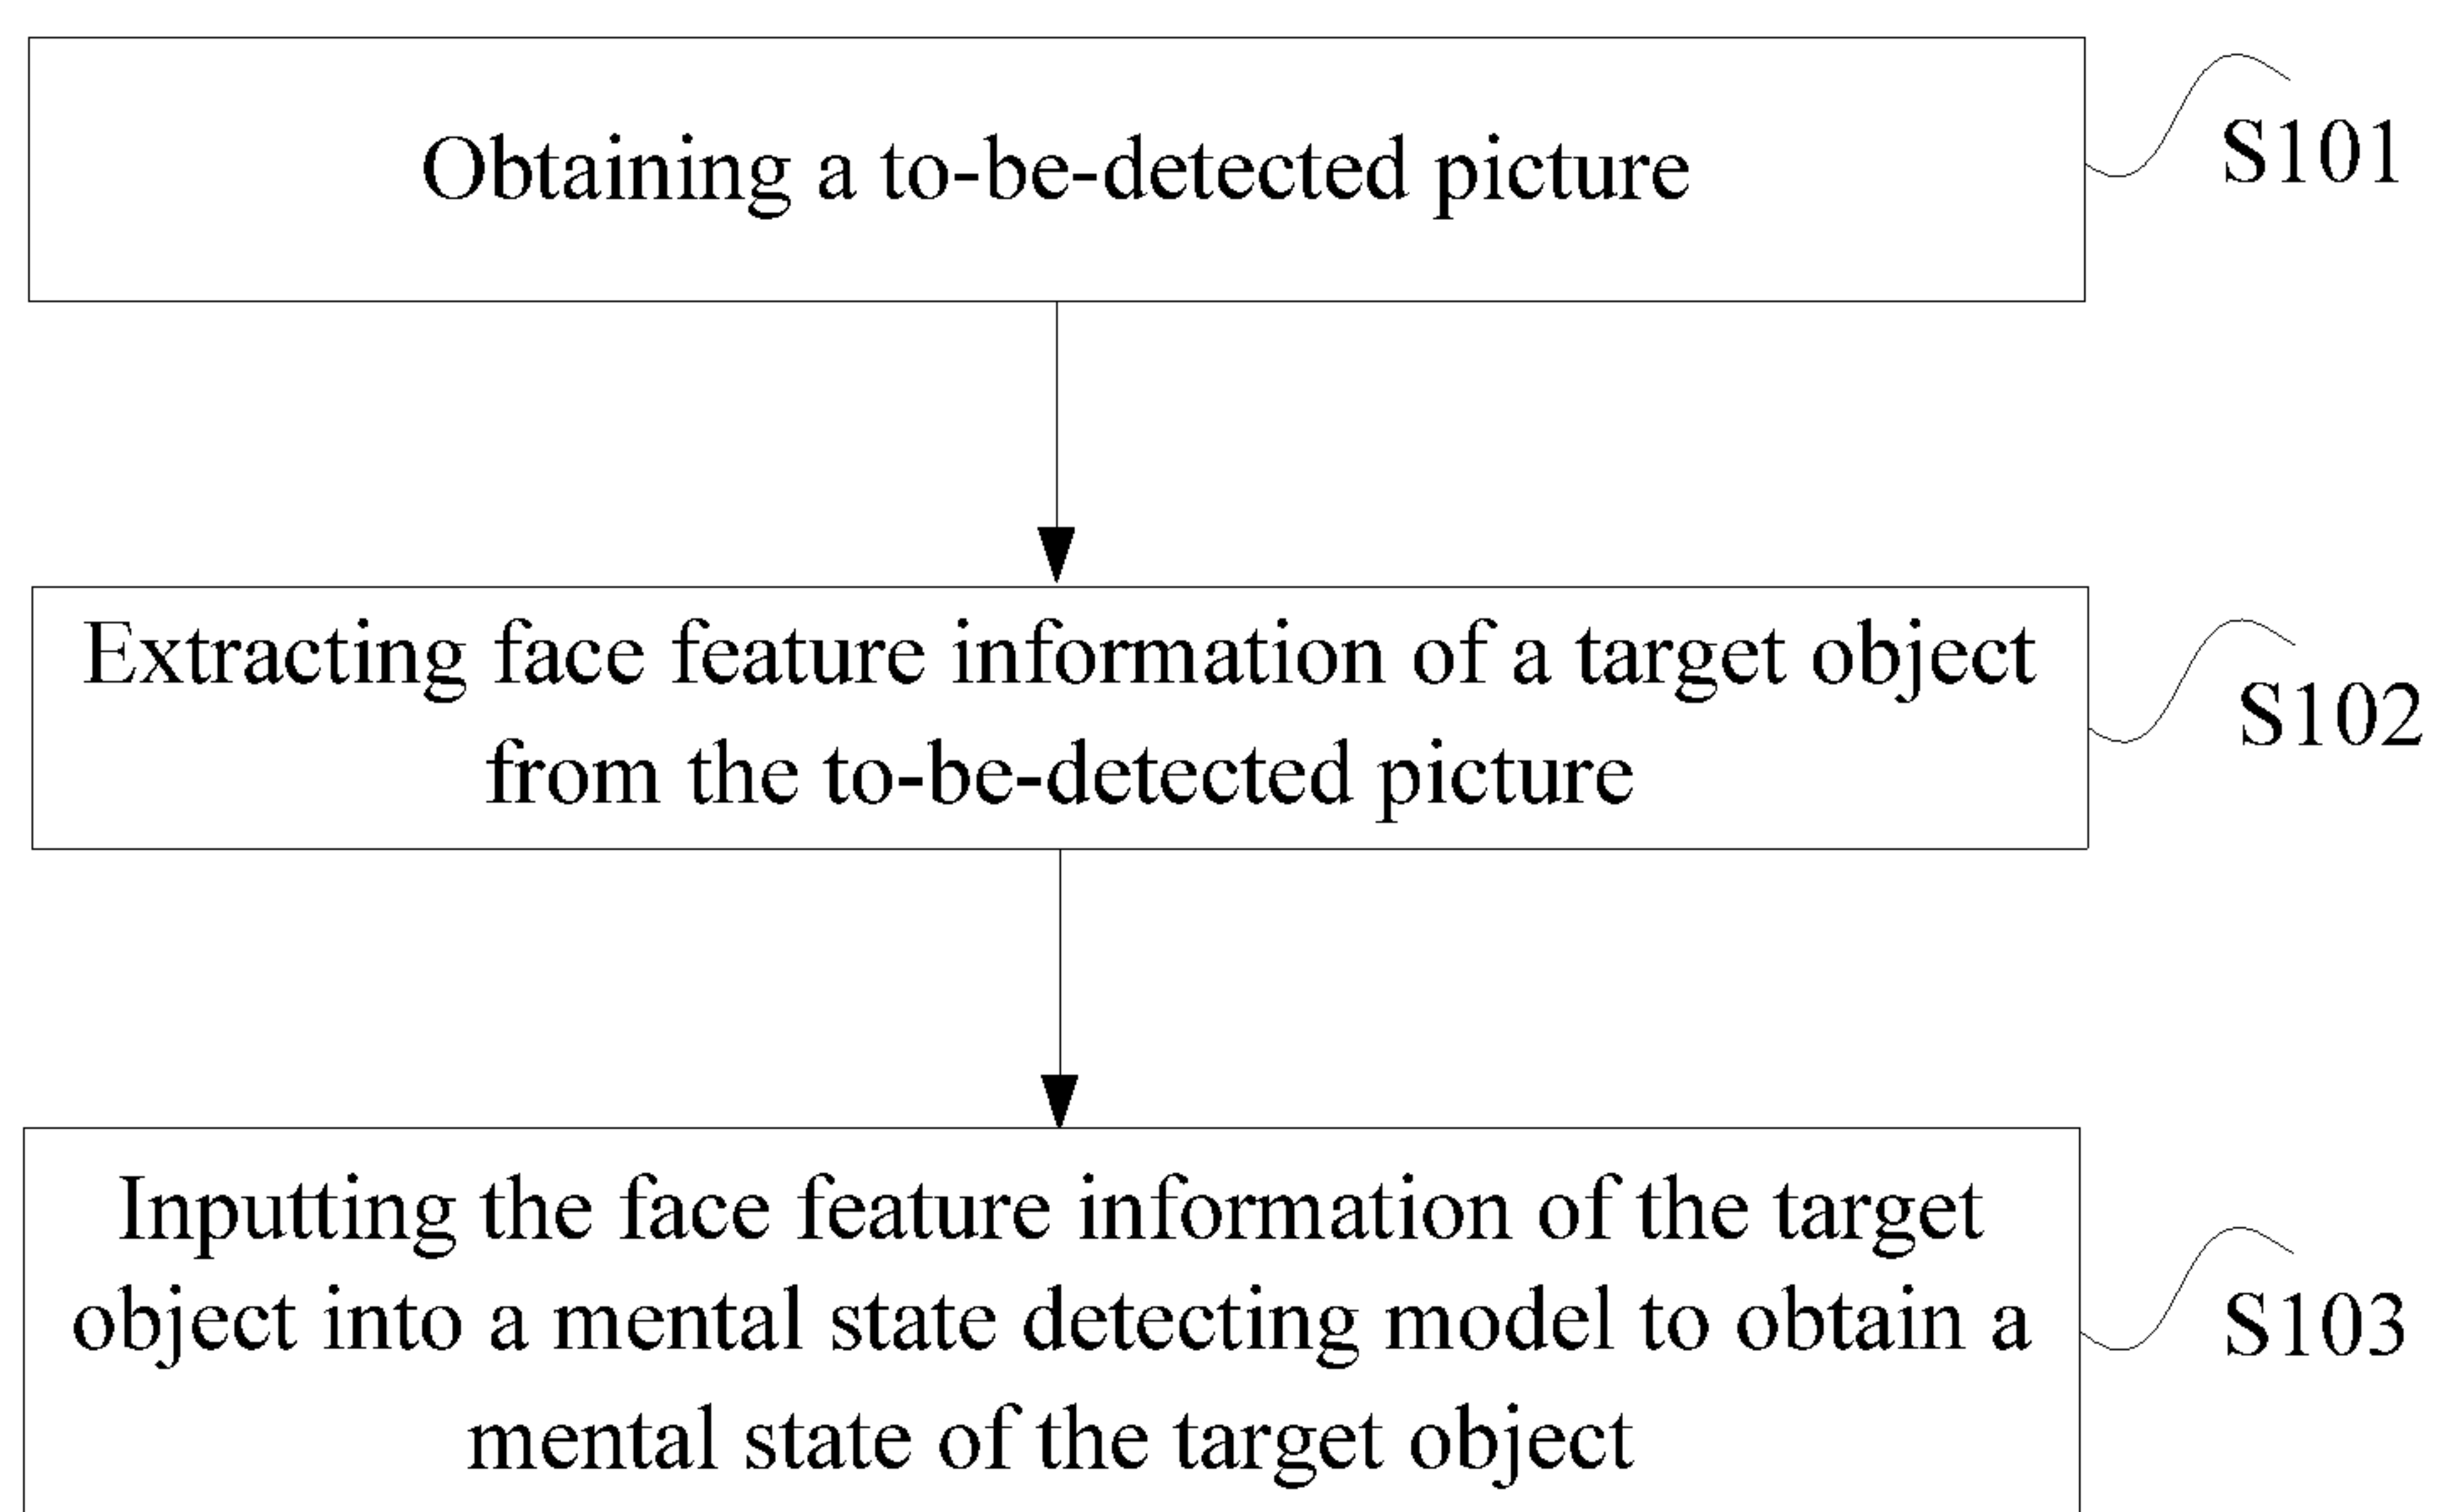 Obtaining a to-be-detected picture
S101
Extracting face feature information of a target object
from the to-be-detected picture
S102
Inputting the face feature information of the target
object into a mental state detecting model to obtain a
mental state of the target object
S103